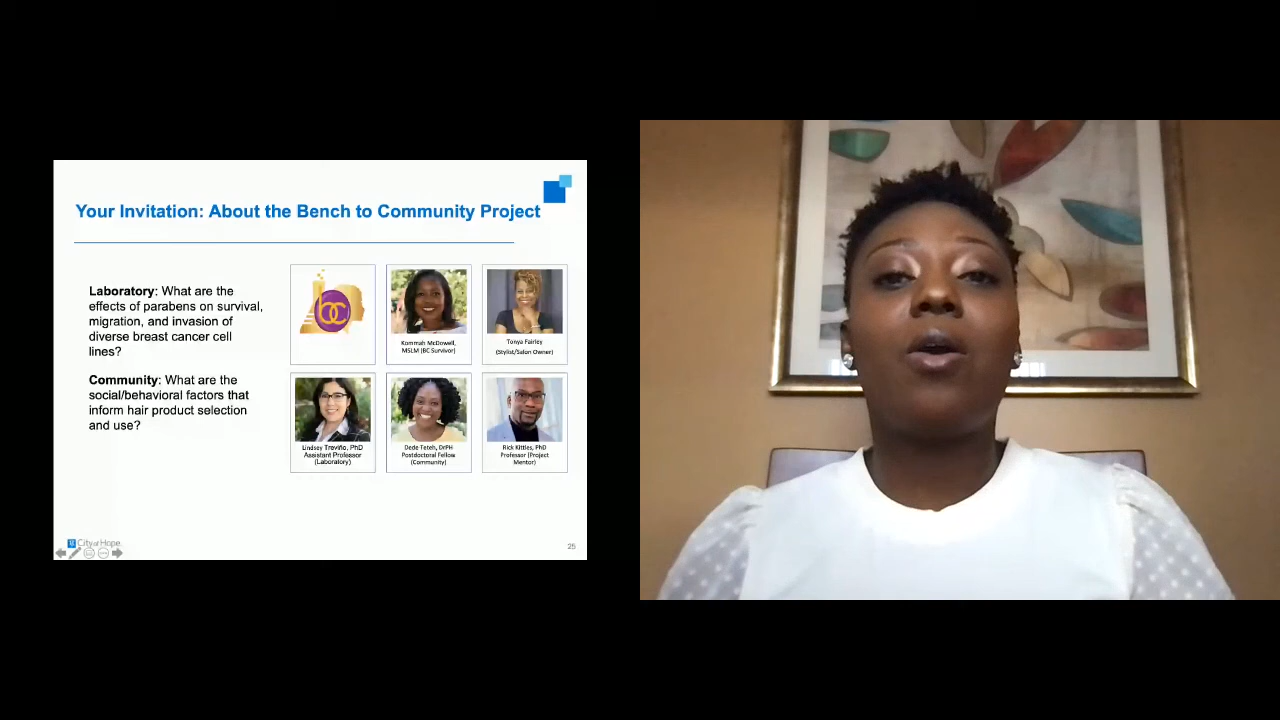 Your Invitation: About the Bench to Community Project
Laboratory: What are the
effects of parabens on survival,
migration, and invasion of
diverse breast cancer cell
lines?
Community: What are the
social/behavioral factors that
inform hair product selection
and use?
bc
Kommah McDowell,
MSLM (BC Survivor)
Tonya Fairley
(Stylist/Salon Owner)
Lindsey Treviño, PhD
Assistant Professor
(Laboratory)
Dede Teteh, DrPH
Postdoctoral Fellow
(Community)
Rick Kittles, PhD
Professor (Project
Mentor)
City of Hope.
25